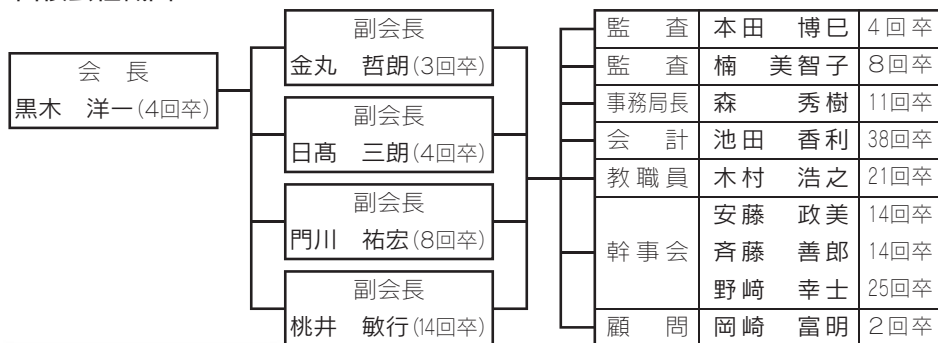 会　長
黒木　洋一(4回卒)
副会長
金丸　哲朗(3回卒)
副会長
日髙　三朗(4回卒)
副会長
門川　祐宏(8回卒)
副会長
桃井　敏行(14回卒)
監　査　本田　博巳　4回卒
監　査　楠　美智子　8回卒
事務局長　森　秀樹　11回卒
会　計　池田　香利　38回卒
教職員　木村　浩之　21回卒
幹事会　安藤　政美　14回卒
斉藤　善郎　14回卒
野﨑　幸士　25回卒
顧　問　岡崎　富明　2回卒